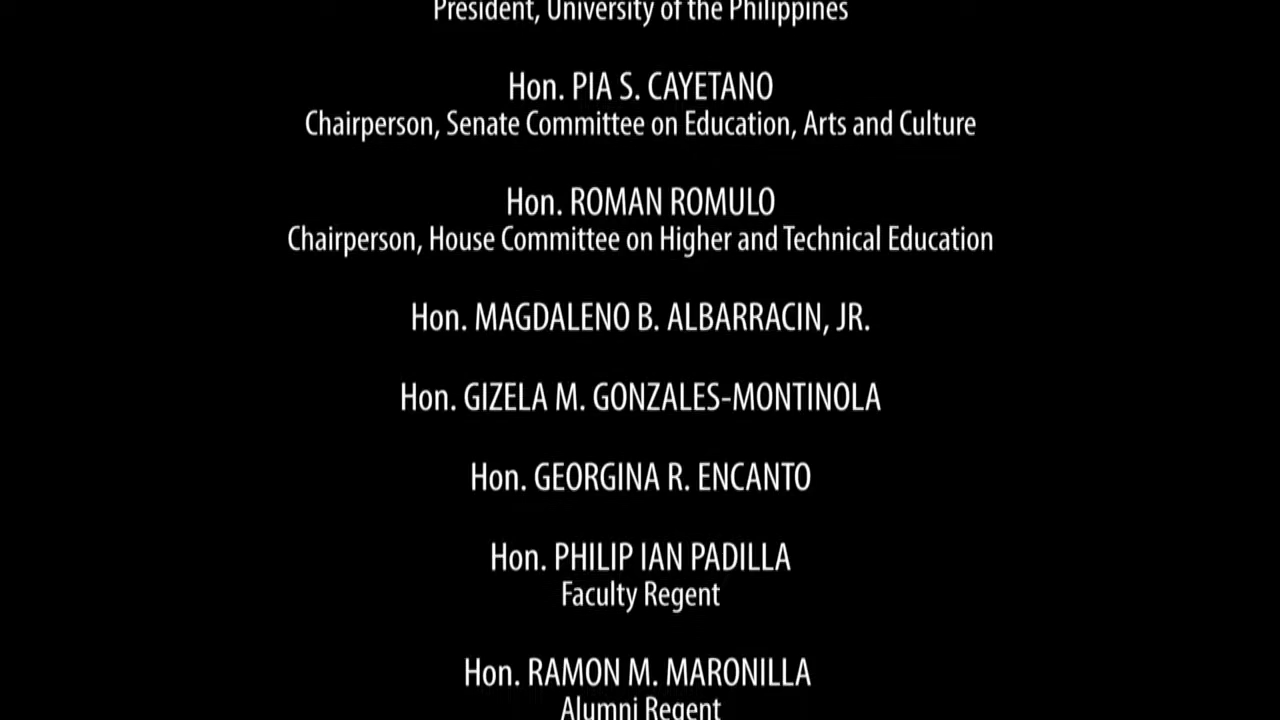 President, University of the Philippines
Hon. PIA S. CAYETANO
Chairperson, Senate Committee on Education, Arts and Culture
Hon. ROMAN ROMULO
Chairperson, House Committee on Higher and Technical Education
Hon. MAGDALENO B. ALBARRACIN, JR.
Hon. GIZELA M. GONZALES-MONTINOLA
Hon. GEORGINA R. ENCANTO
Hon. PHILIP IAN PADILLA
Faculty Regent
Hon. RAMON M. MARONILLA
Alumni Regent